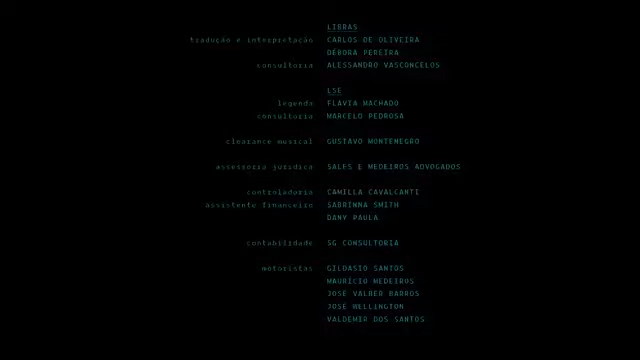 LIBRAS
tradução e interpretação CARLOS DE OLIVEIRA
DÉBORA PEREIRA
consultoria ALESSANDRO VASCONCELOS
LSE
legenda FLAVIA MACHADO
consultoria MARCELO PEDROSA
clearance musical GUSTAVO MONTENEGRO
assessoria jurídica SALES E MEDEIROS ADVOGADOS
controladoria CAMILLA CAVALCANTI
assistente financeiro SABRINNA SMITH
DANY PAULA
contabilidade SG CONSULTORIA
motoristas GILDASIO SANTOS
MAURÍCIO MEDEIROS
JOSÉ VALBER BARROS
JOSÉ WELLINGTON
VALDEMIR DOS SANTOS